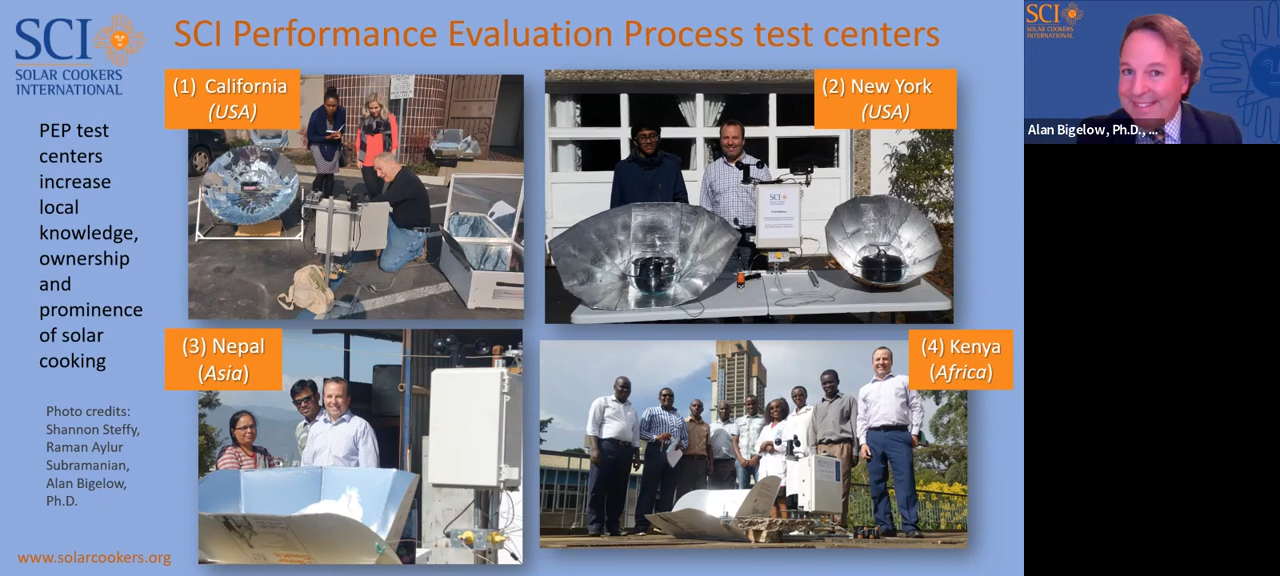 SCI
SOLAR COOKERS
INTERNATIONAL
SCI Performance Evaluation Process test centers
PEP test
centers
increase
local
knowledge,
ownership
and
prominence
of solar
cooking
Photo credits:
Shannon Steffy,
Raman Aylur
Subramanian,
Alan Bigelow,
Ph.D.
www.solarcookers.org
(1) California
(USA)
(2) New York
(USA)
SCI
(3) Nepal
(Asia)
(4) Kenya
(Africa)
SCI
SOLAR COOKERS
INTERNATIONAL
Alan Bigelow, Ph.D., ...